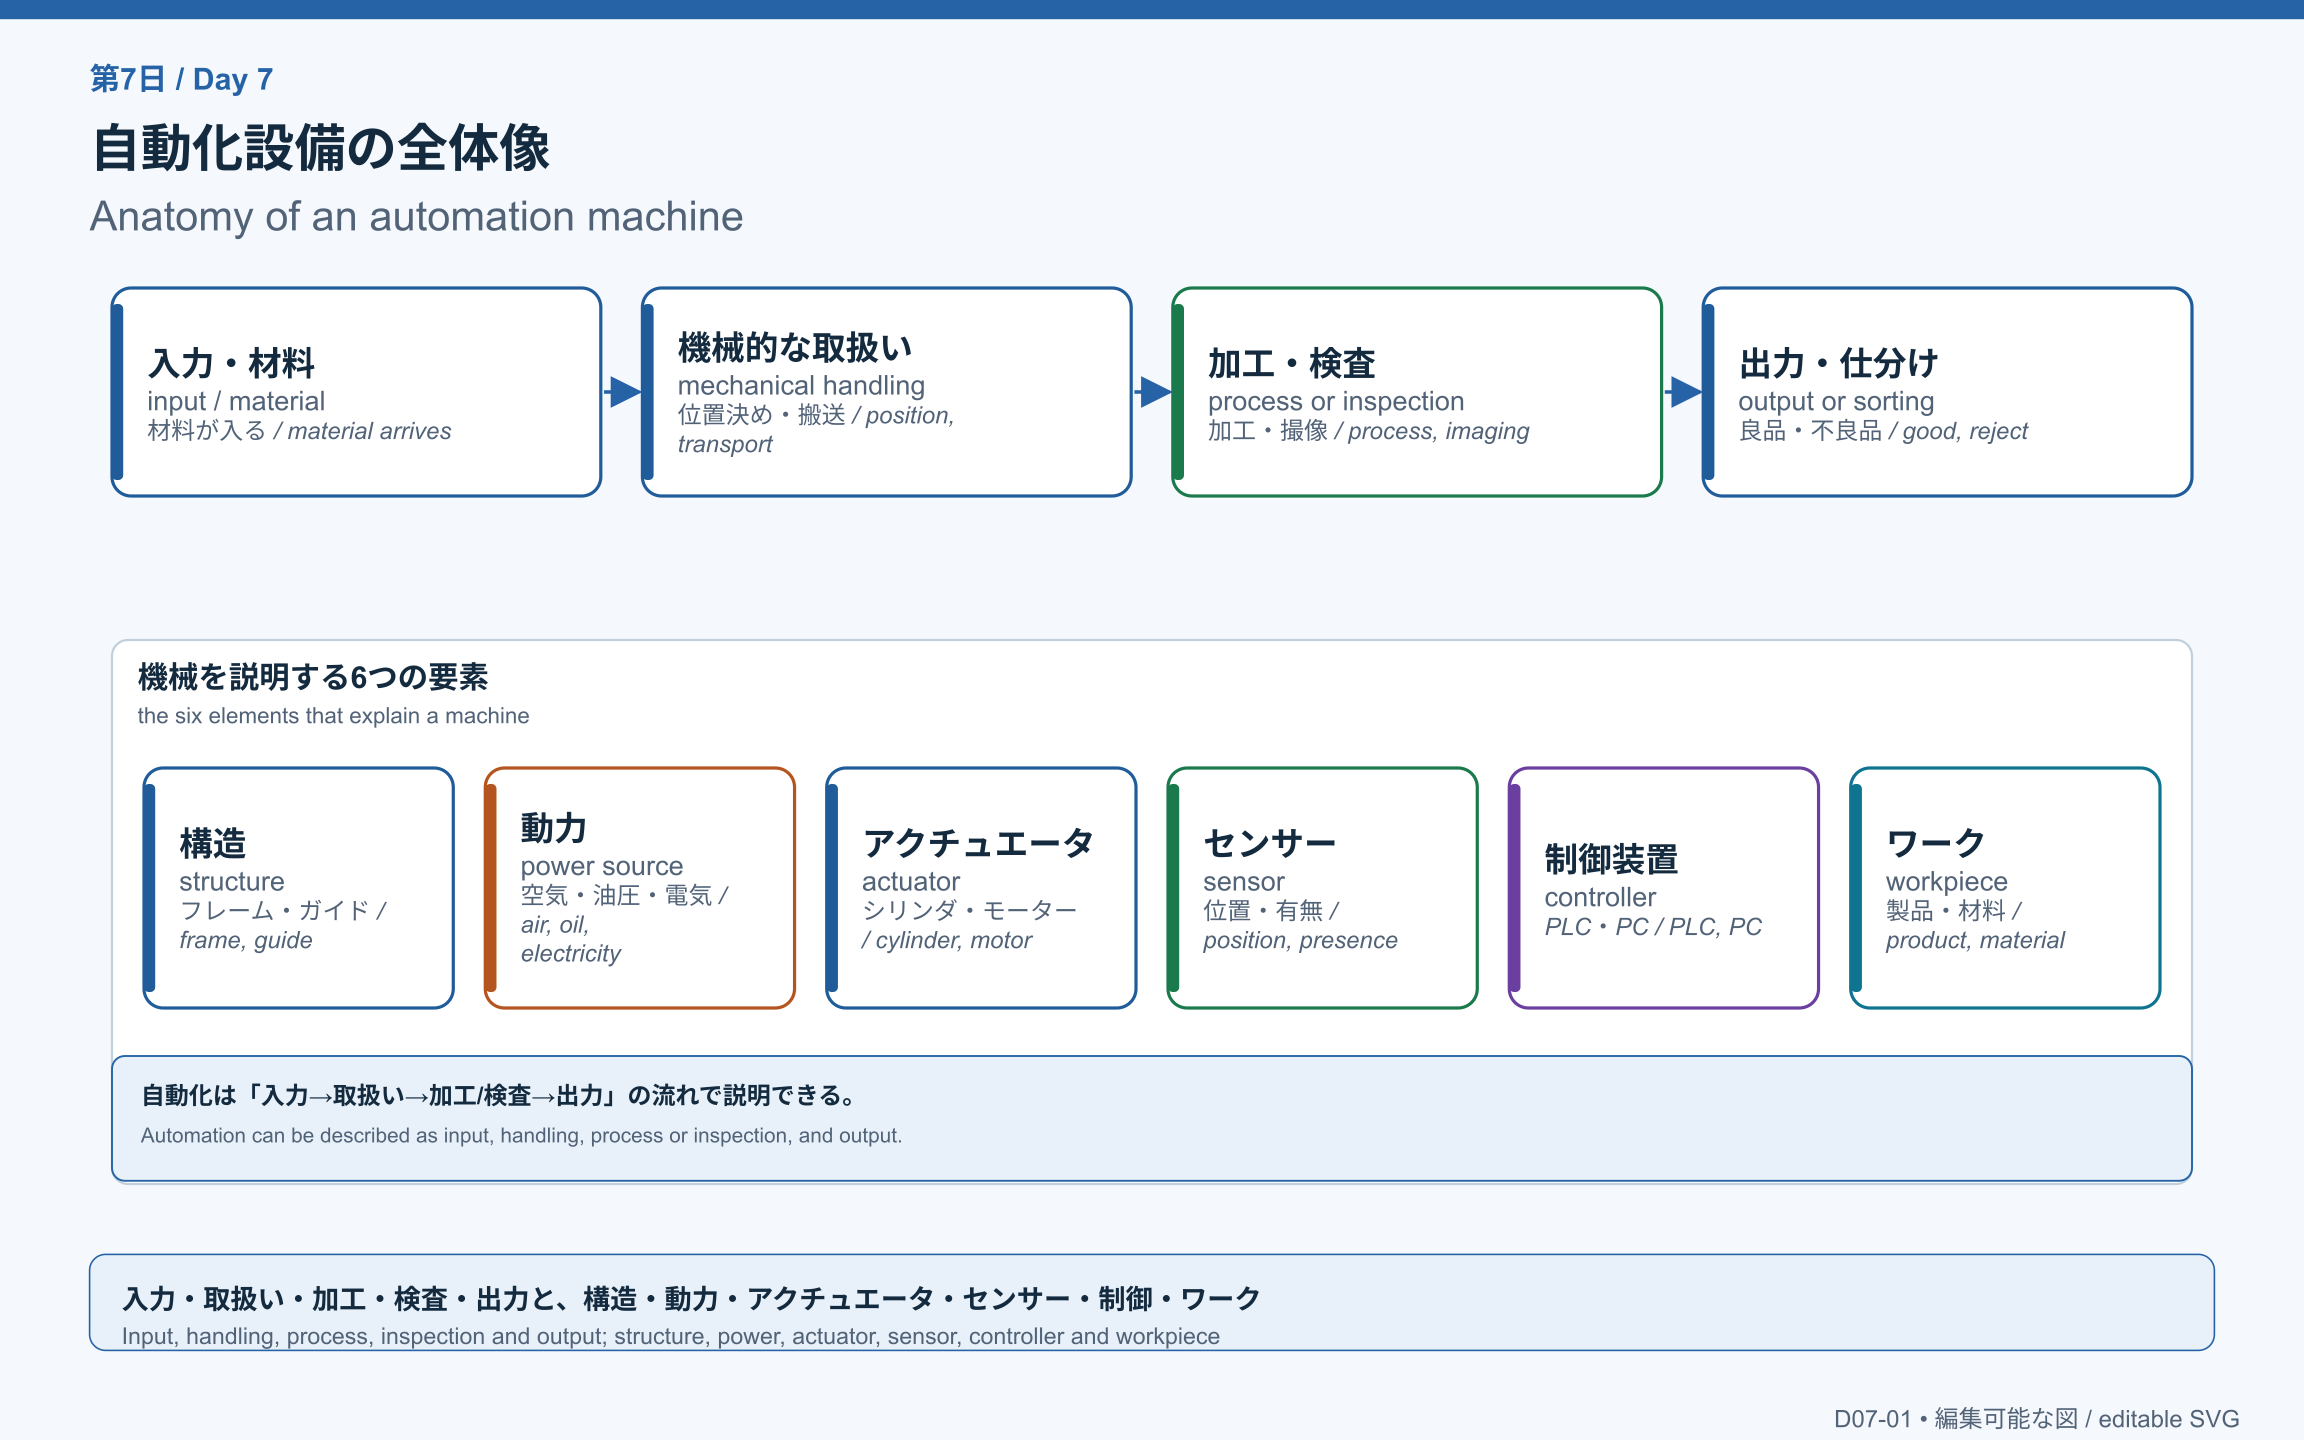 第7日 / Day 7
自動化設備の全体像
Anatomy of an automation machine
入力・材料
input / material
材料が入る / material arrives
機械的な取扱い
mechanical handling
位置決め・搬送 / position,
transport
加工・検査
process or inspection
加工・撮像 / process, imaging
出力・仕分け
output or sorting
良品・不良品 / good, reject
機械を説明する6つの要素
the six elements that explain a machine
構造
structure
フレーム・ガイド /
frame, guide
動力
power source
空気・油圧・電気 /
air, oil,
electricity
アクチュエータ
actuator
シリンダ・モーター
/ cylinder, motor
センサー
sensor
位置・有無 /
position, presence
制御装置
controller
PLC・PC / PLC, PC
ワーク
workpiece
製品・材料 /
product, material
自動化は「入力→取扱い→加工/検査→出力」の流れで説明できる。
Automation can be described as input, handling, process or inspection, and output.
入力・取扱い・加工・検査・出力と、構造・動力・アクチュエータ・センサー・制御・ワーク
Input, handling, process, inspection and output; structure, power, actuator, sensor, controller and workpiece
D07-01 • 編集可能な図 / editable SVG